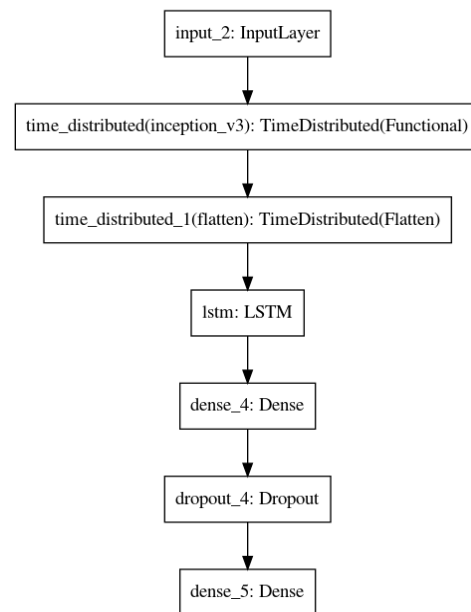 input_2: InputLayer
time_distributed(inception_v3): TimeDistributed(Functional)
time_distributed_1(flatten): TimeDistributed(Flatten)
lstm: LSTM
dense_4: Dense
dropout_4: Dropout
dense_5: Dense